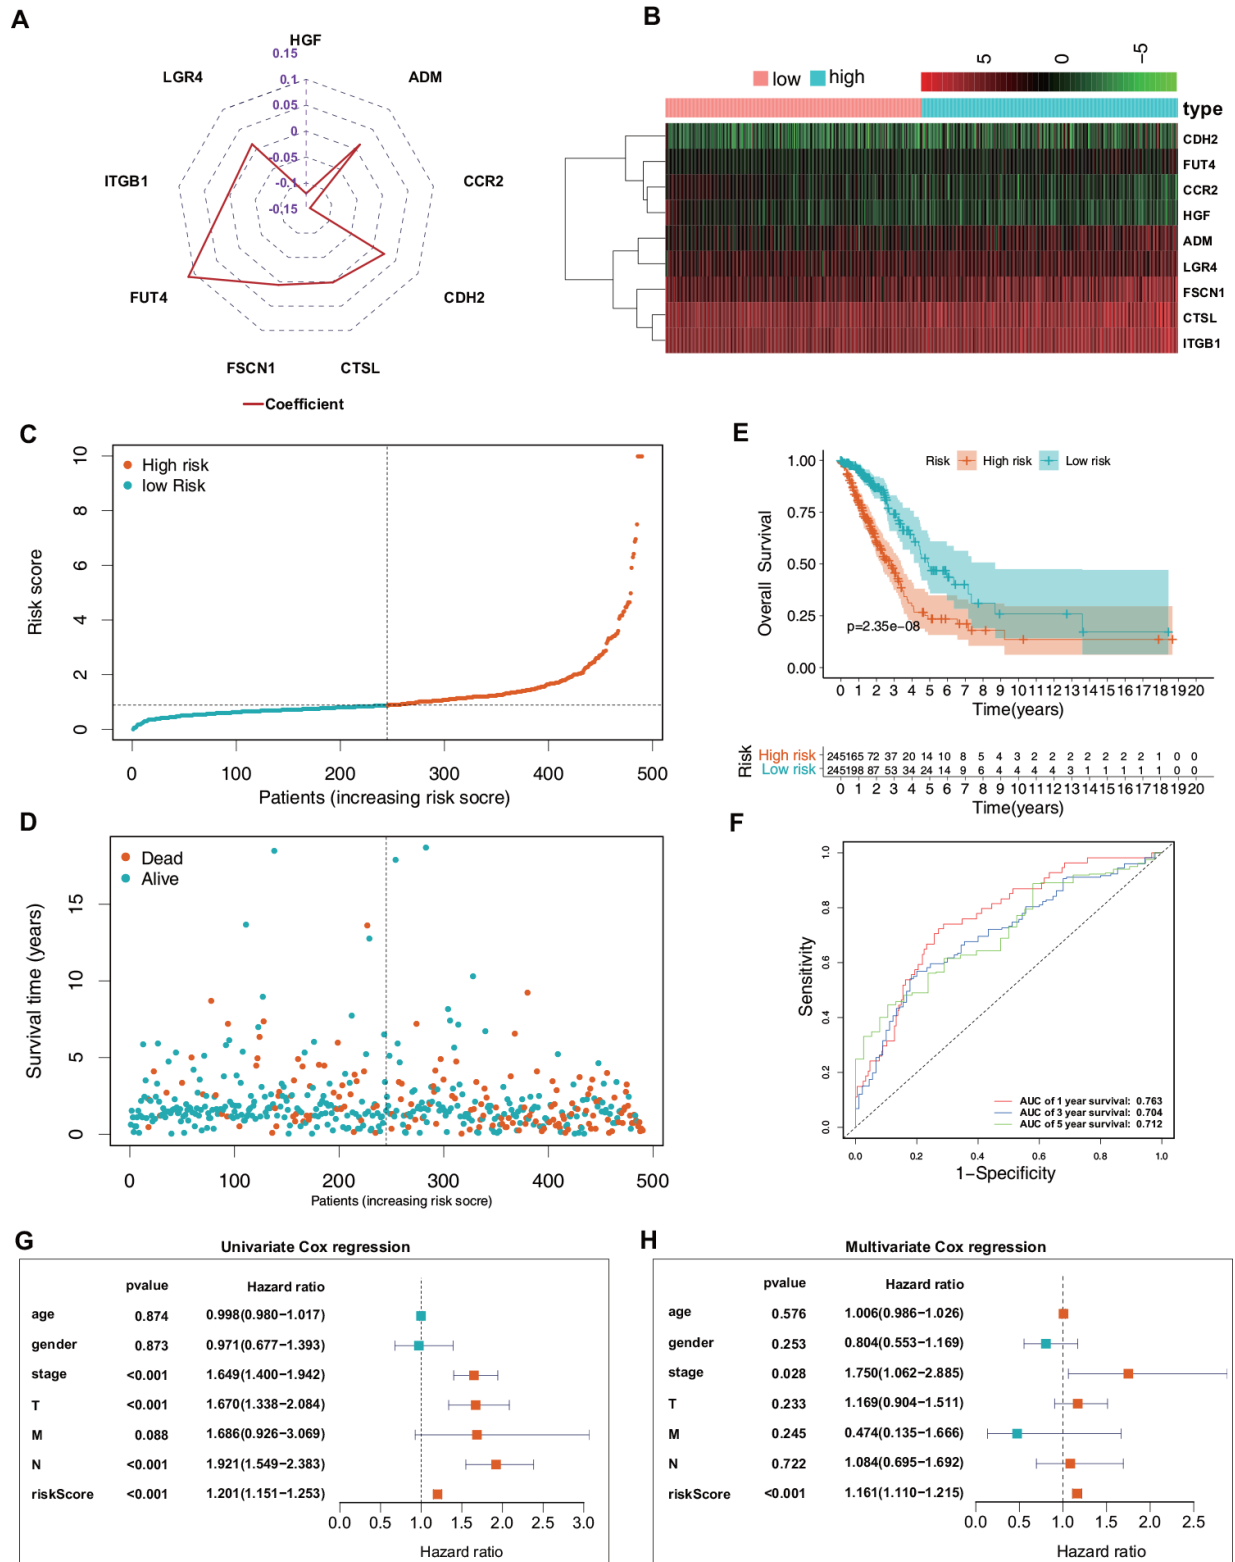 A
HGF
0.15
LGR4
ADM
0.1
0.05
0
-0.05
-0.1
-0.15
ITGB1
CCR2
FUT4
CDH2
FSCN1
CTSL
Coefficient
B
low
high
5
0
−5
type
CDH2
FUT4
CCR2
HGF
ADM
LGR4
FSCN1
CTSL
ITGB1
C
High risk
low Risk
Risk score
10
8
6
4
2
0
0 100 200 300 400 500
Patients (increasing risk socre)
D
Dead
Alive
Survival time (years)
15
10
5
0
0 100 200 300 400 500
Patients (increasing risk socre)
E
Risk High risk Low risk
Overall Survival
1.00
0.75
0.50
0.25
0.00
p=2.35e−08
0 1 2 3 4 5 6 7 8 9 10 11 12 13 14 15 16 17 18 19 20
Time(years)
Risk
High risk 245 165 72 37 20 14 10 8 5 4 3 2 2 2 2 2 2 2 1 0 0
Low risk 245 198 87 53 34 24 14 9 6 4 4 4 4 3 1 1 1 1 1 0 0
0 1 2 3 4 5 6 7 8 9 10 11 12 13 14 15 16 17 18 19 20
Time(years)
F
Sensitivity
1.0
0.8
0.6
0.4
0.2
0.0
AUC of 1 year survival: 0.763
AUC of 3 year survival: 0.704
AUC of 5 year survival: 0.712
0.0 0.2 0.4 0.6 0.8 1.0
1−Specificity
G
Univariate Cox regression
pvalue Hazard ratio
age 0.874 0.998(0.980−1.017)
gender 0.873 0.971(0.677−1.393)
stage <0.001 1.649(1.400−1.942)
T <0.001 1.670(1.338−2.084)
M 0.088 1.686(0.926−3.069)
N <0.001 1.921(1.549−2.383)
riskScore <0.001 1.201(1.151−1.253)
0.0 0.5 1.0 1.5 2.0 2.5 3.0
Hazard ratio
H
Multivariate Cox regression
pvalue Hazard ratio
age 0.576 1.006(0.986−1.026)
gender 0.253 0.804(0.553−1.169)
stage 0.028 1.750(1.062−2.885)
T 0.233 1.169(0.904−1.511)
M 0.245 0.474(0.135−1.666)
N 0.722 1.084(0.695−1.692)
riskScore <0.001 1.161(1.110−1.215)
0.0 0.5 1.0 1.5 2.0 2.5
Hazard ratio